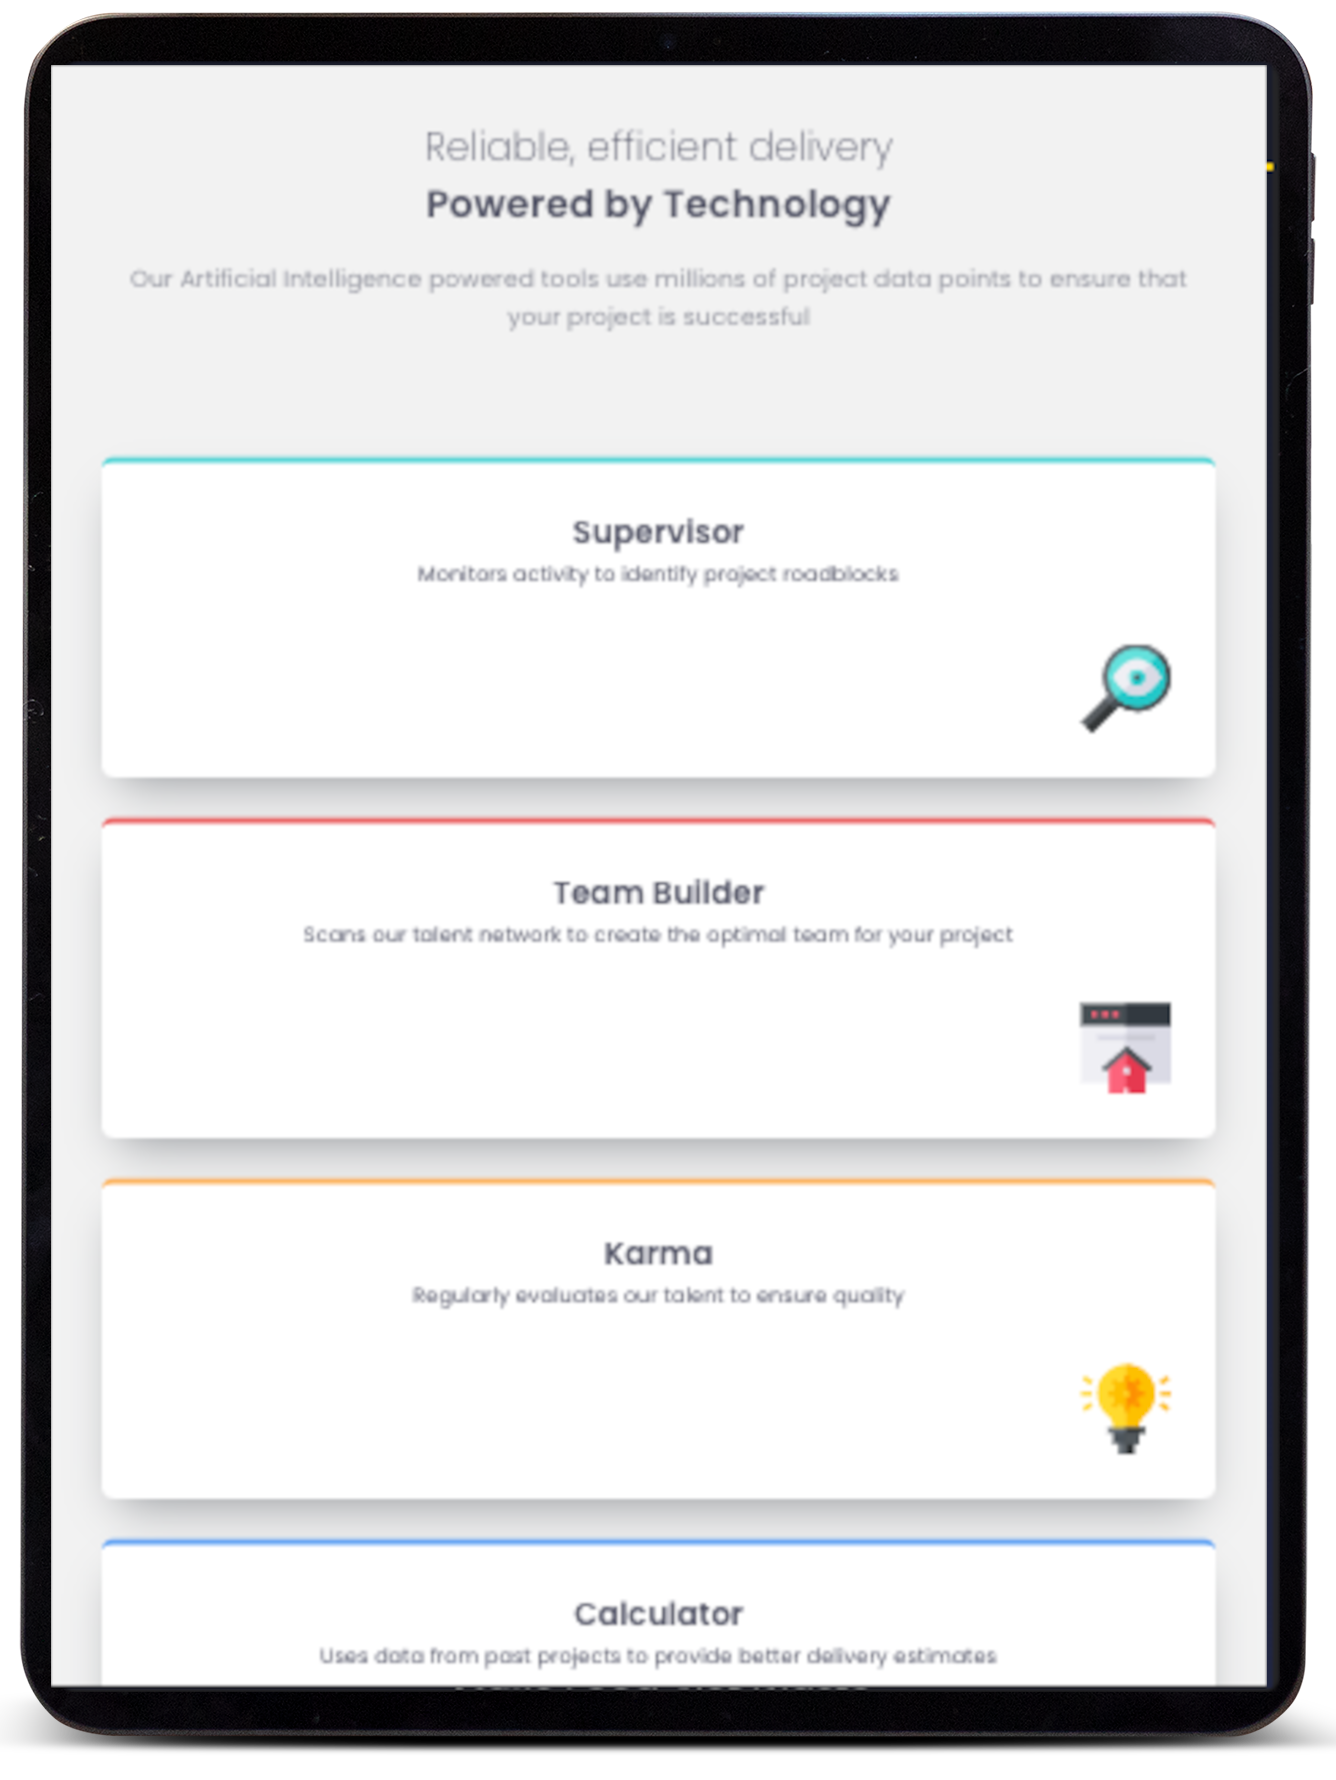 Reliable, efficient delivery
Powered by Technology
Our Artificial Intelligence powered tools use millions of project data points to ensure that
your project is successful
Supervisor
Monitors activity to identify project roadblocks
Team Builder
Scans our talent network to create the optimal team for your project
Karma
Regularly evaluates our talent to ensure quality
Calculator
Uses data from past projects to provide better delivery estimates